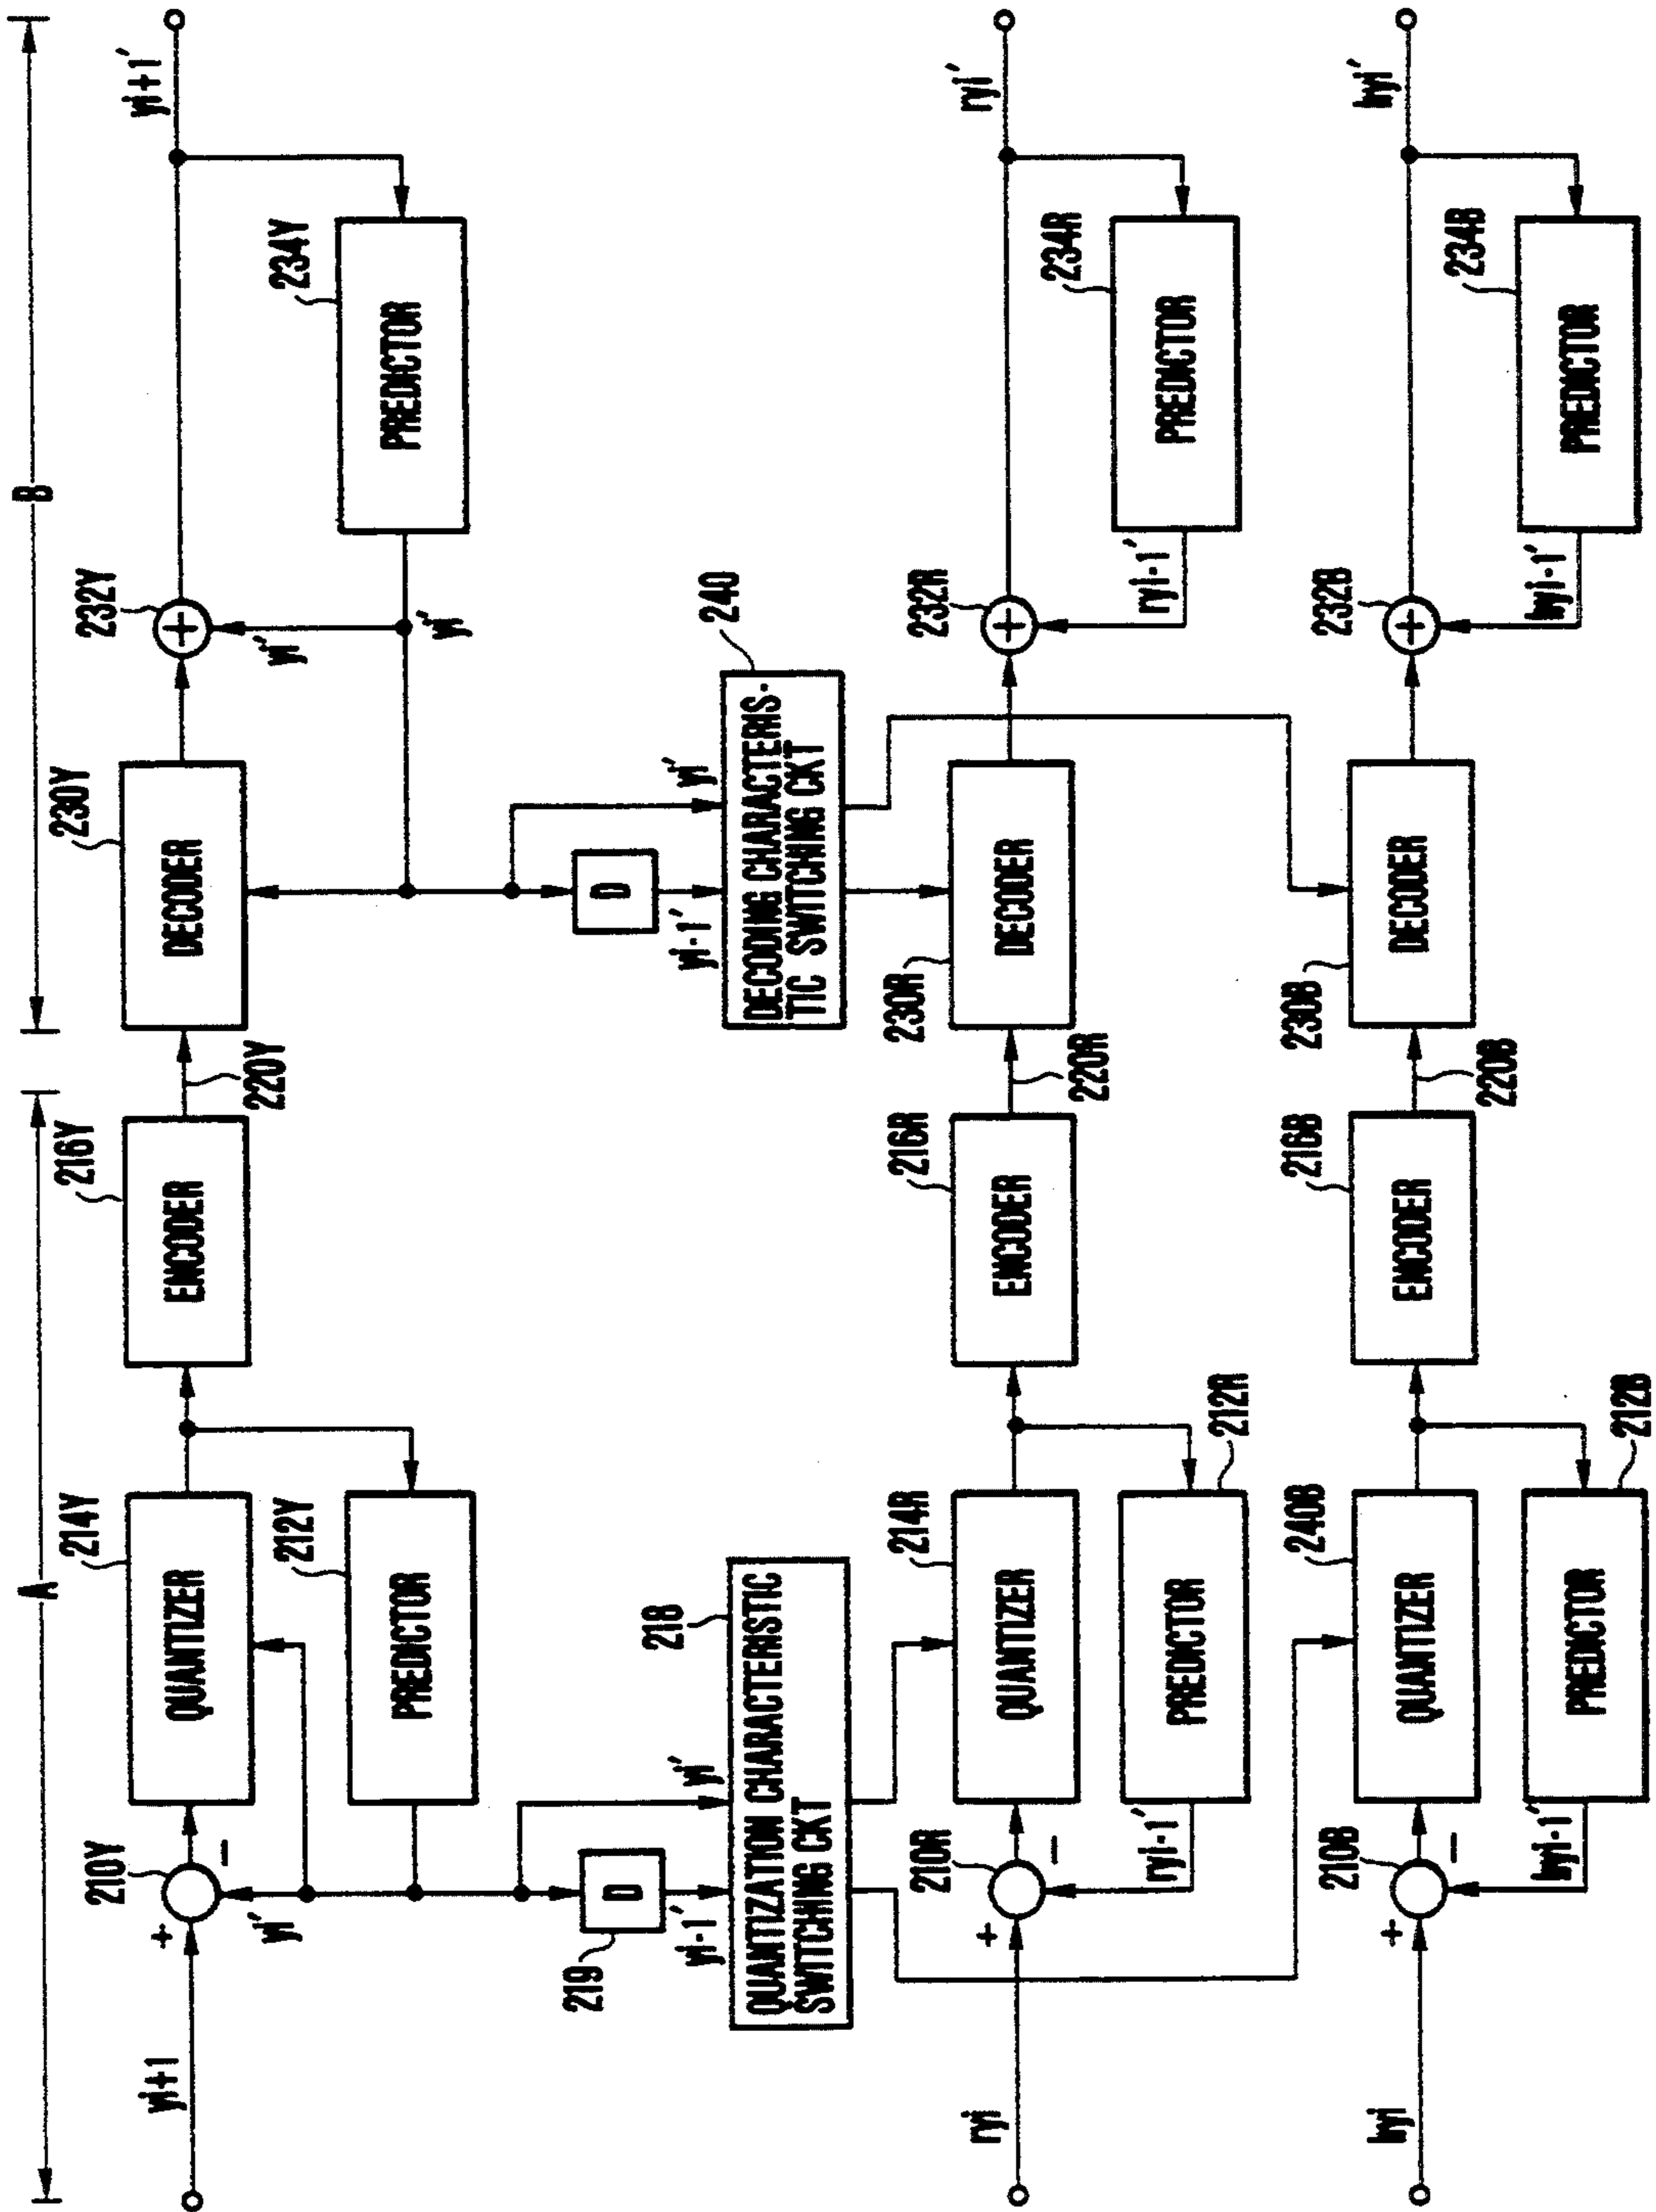 A
B
yi+1
+
210Y
−
yi'
214Y
QUANTIZER
212Y
PREDICTOR
216Y
ENCODER
220Y
230Y
DECODER
232Y
+
yi'
yi'
234Y
PREDICTOR
yi+1'
219
D
yi-1'
yi'
218
QUANTIZATION CHARACTERISTIC
SWITCHING CKT
D
yi-1'
yi'
240
DECODING CHARACTERIS-
TIC SWITCHING CKT
ryi
+
210R
−
ryi-1'
214R
QUANTIZER
212R
PREDICTOR
216R
ENCODER
220R
230R
DECODER
232R
+
ryi-1'
234R
PREDICTOR
ryi'
byi
+
210B
−
byi-1'
240B
QUANTIZER
212B
PREDICTOR
216B
ENCODER
220B
230B
DECODER
232B
+
byi-1'
234B
PREDICTOR
byi'